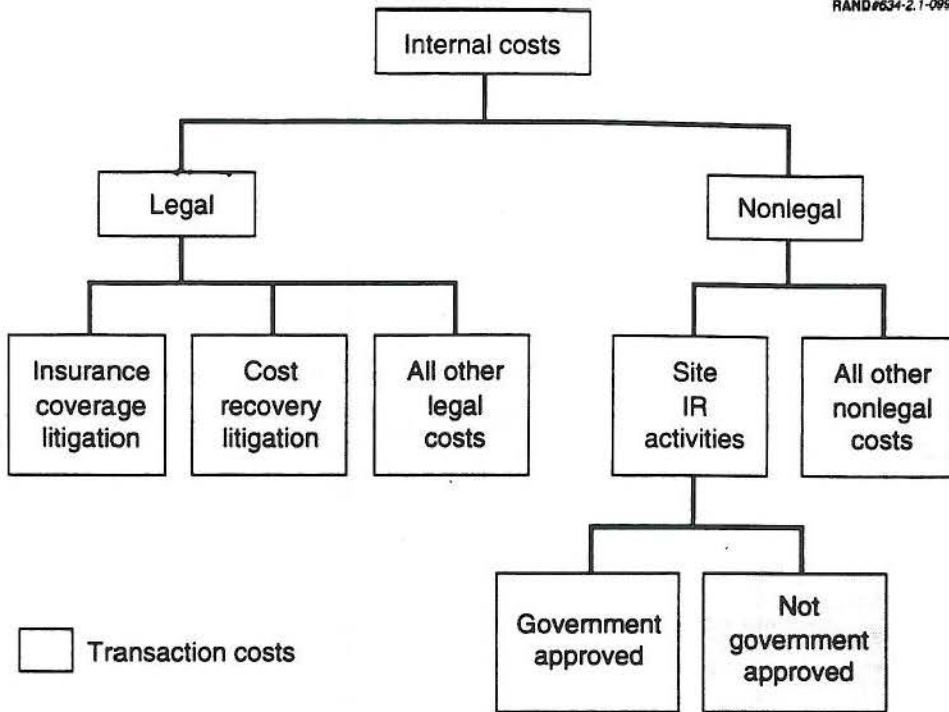 RAND#634-2.1-099
Internal costs
Legal
Nonlegal
Insurance
coverage
litigation
Cost
recovery
litigation
All other
legal
costs
Site
IR
activities
All other
nonlegal
costs
Government
approved
Not
government
approved
Transaction costs